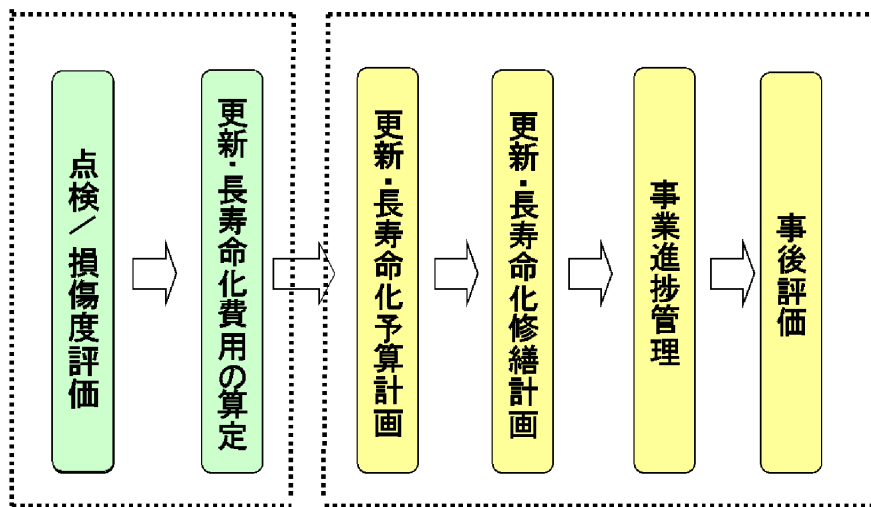 点検／損傷度評価
更新・長寿命化費用の算定
更新・長寿命化予算計画
更新・長寿命化修繕計画
事業進捗管理
事後評価